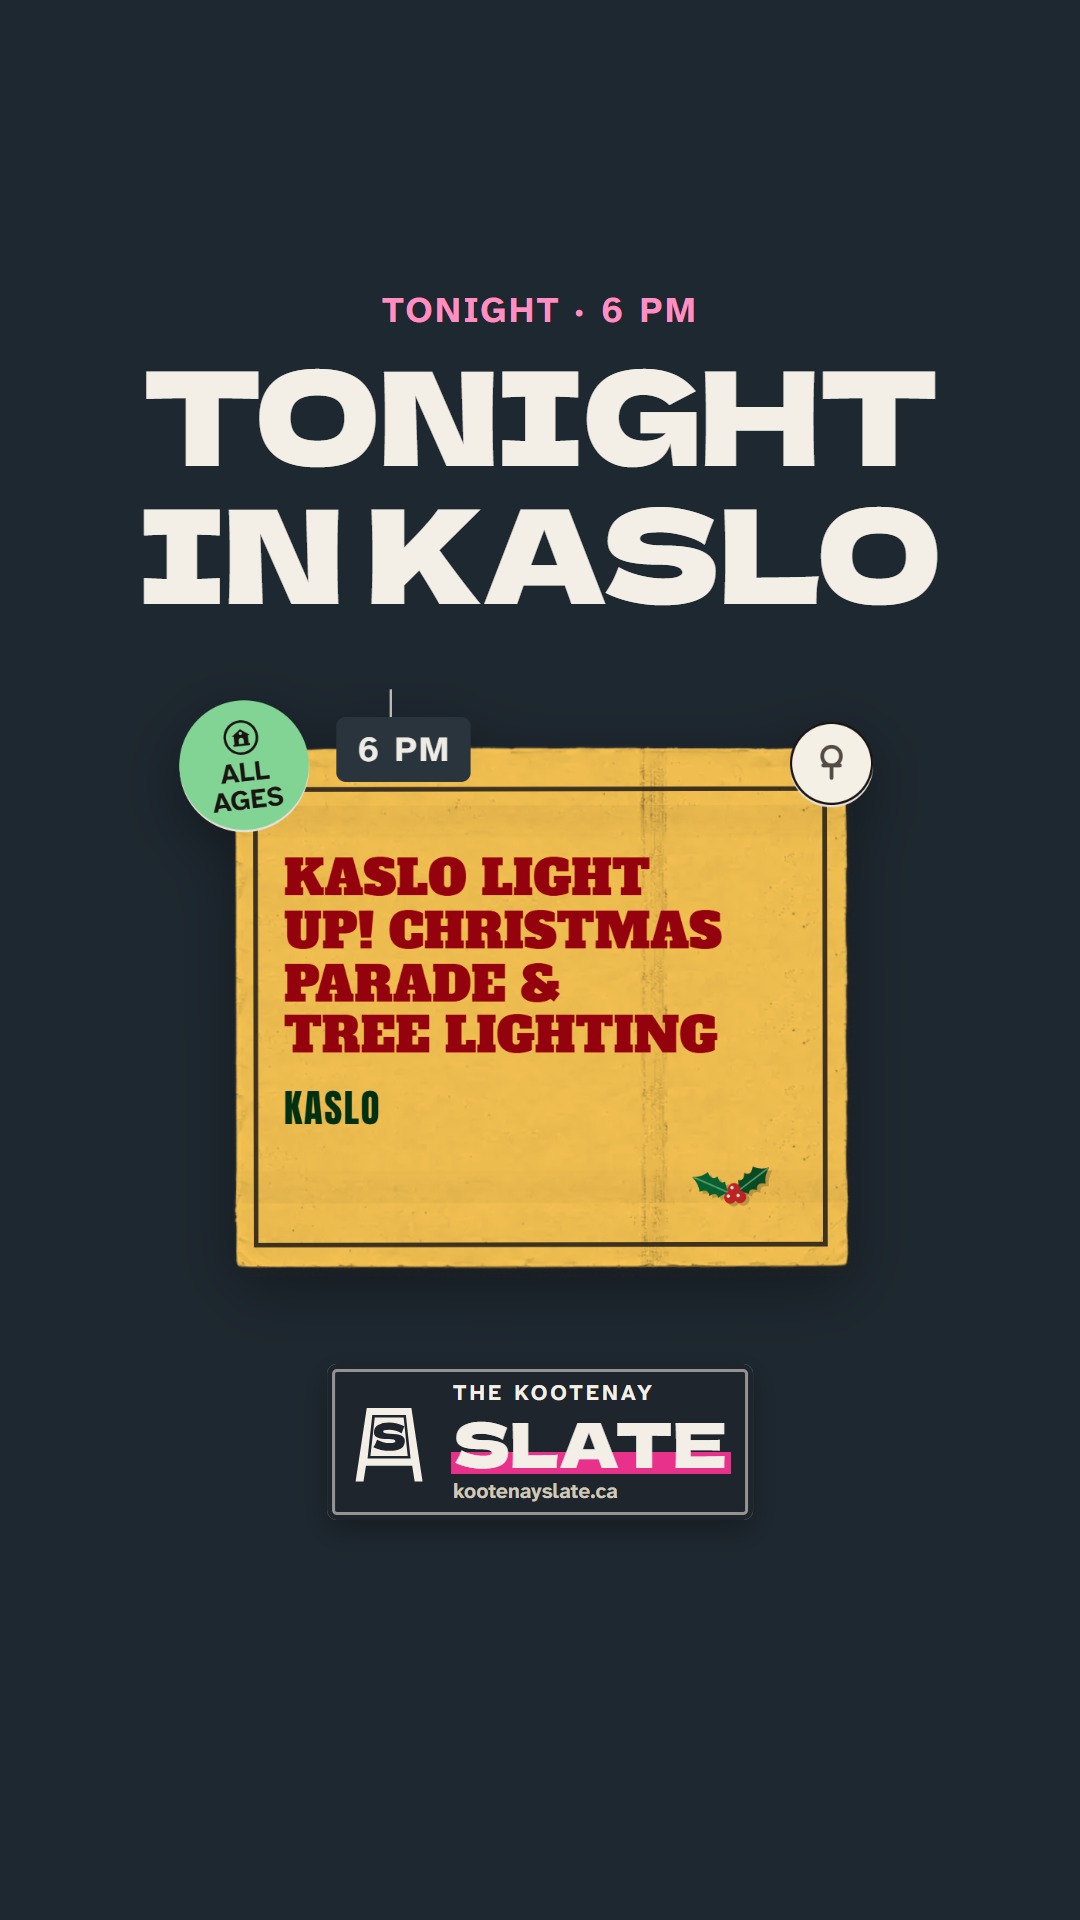 TONIGHT · 6 PM
TONIGHT
IN KASLO
ALL
AGES
6 PM
KASLO LIGHT
UP! CHRISTMAS
PARADE &
TREE LIGHTING
KASLO
S
THE KOOTENAY
SLATE
kootenayslate.ca